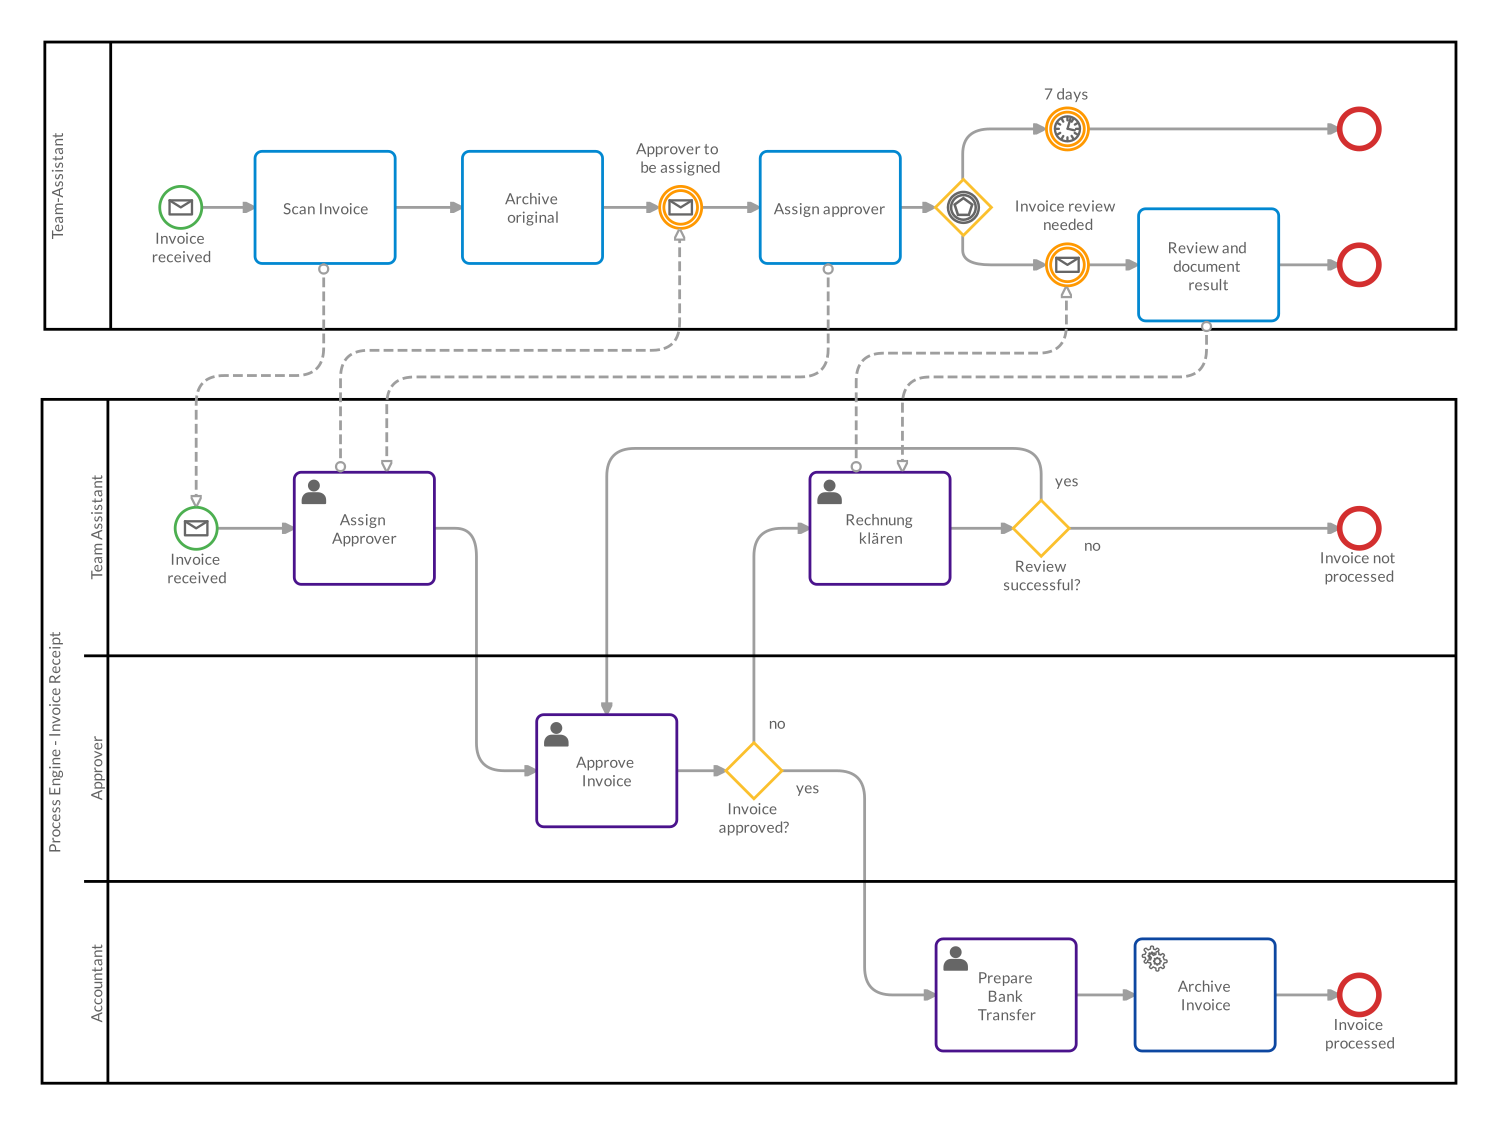 Team-Assistant
Invoice
received
Scan Invoice
Archive
original
Approver to
be assigned
Assign approver
7 days
Invoice review
needed
Review and
document
result
Process Engine - Invoice Receipt
Team Assistant
Invoice
received
Assign
Approver
Rechnung
klären
yes
no
Review
successful?
Invoice not
processed
Approver
Approve
Invoice
no
yes
Invoice
approved?
Accountant
Prepare
Bank
Transfer
Archive
Invoice
Invoice
processed